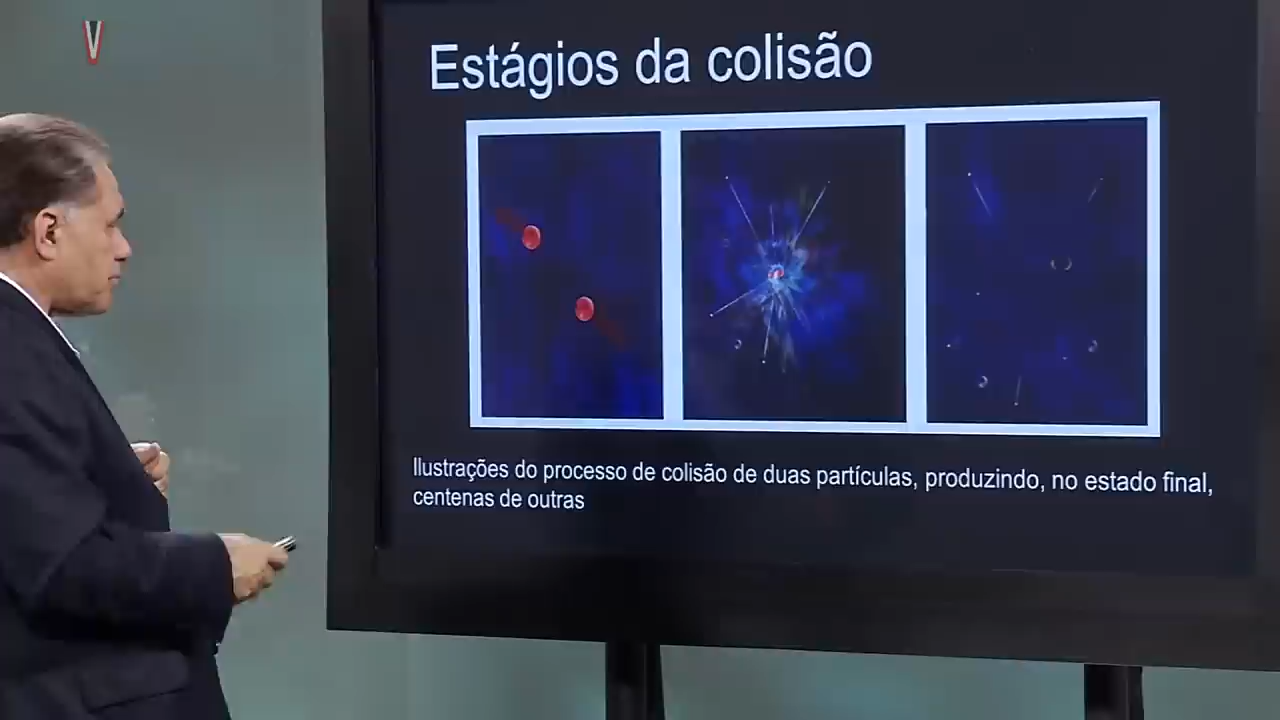 V
Estágios da colisão
Ilustrações do processo de colisão de duas partículas, produzindo, no estado final,
centenas de outras